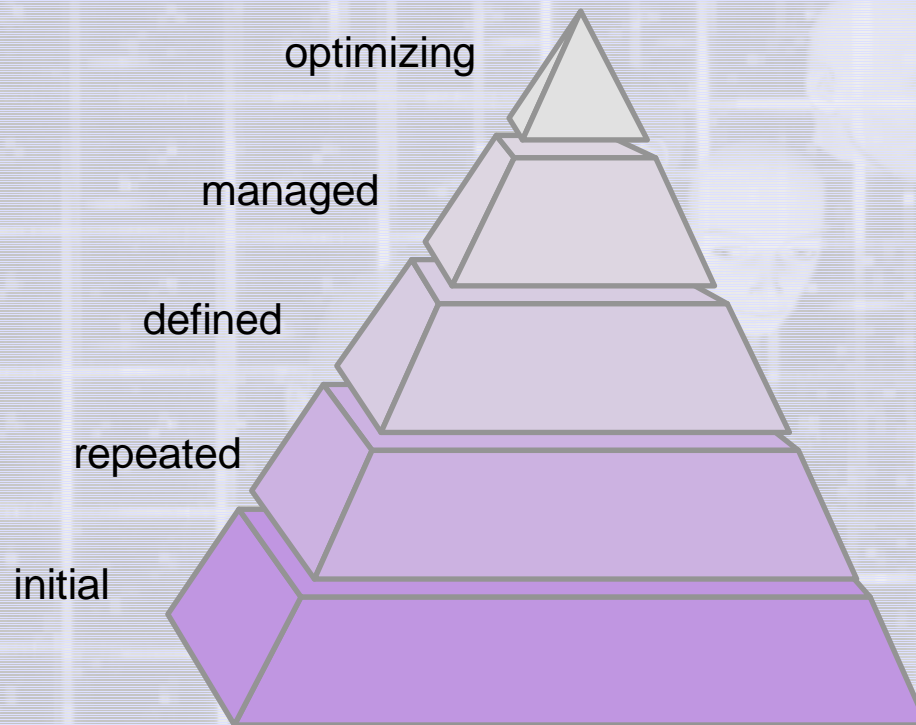 optimizing
managed
defined
repeated
initial